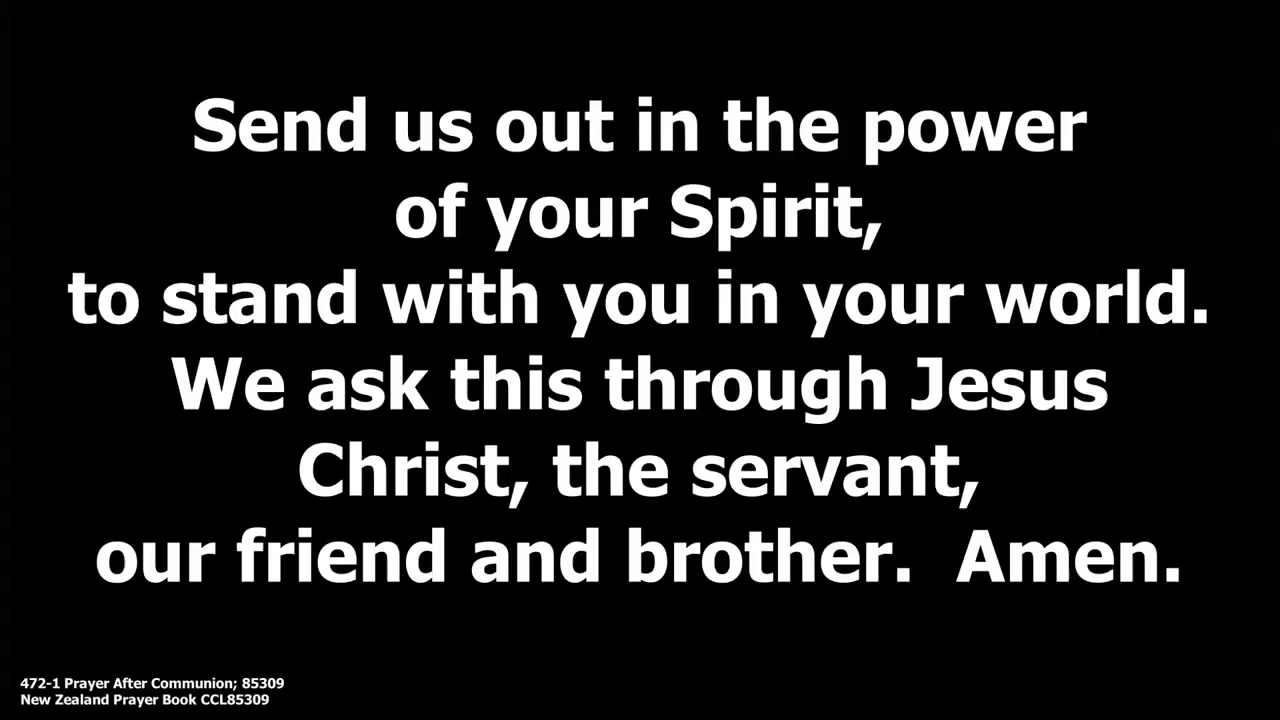 Send us out in the power
of your Spirit,
to stand with you in your world.
We ask this through Jesus
Christ, the servant,
our friend and brother.  Amen.
472-1 Prayer After Communion; 85309
New Zealand Prayer Book CCL85309